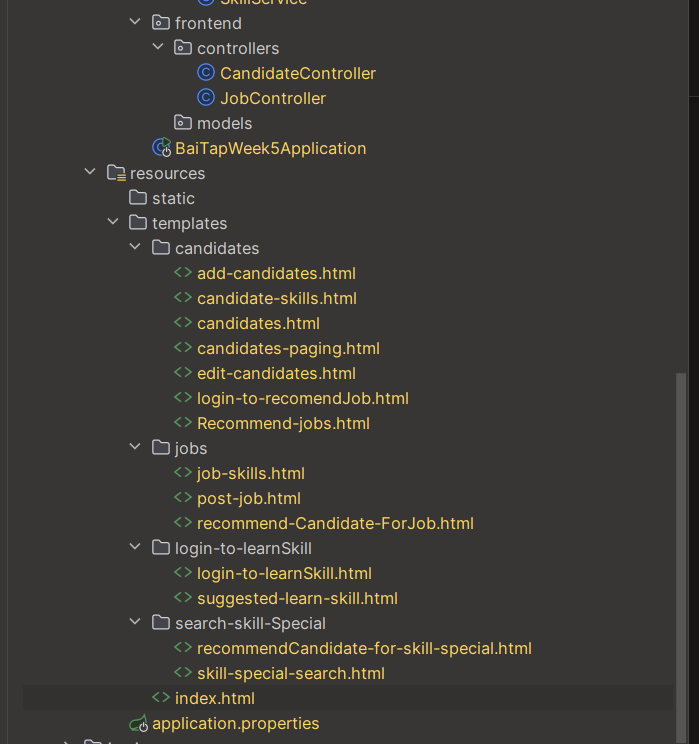 SkillService
frontend
controllers
CandidateController
JobController
models
BaiTapWeek5Application
resources
static
templates
candidates
add-candidates.html
candidate-skills.html
candidates.html
candidates-paging.html
edit-candidates.html
login-to-recomendJob.html
Recommend-jobs.html
jobs
job-skills.html
post-job.html
recommend-Candidate-ForJob.html
login-to-learnSkill
login-to-learnSkill.html
suggested-learn-skill.html
search-skill-Special
recommendCandidate-for-skill-special.html
skill-special-search.html
index.html
application.properties